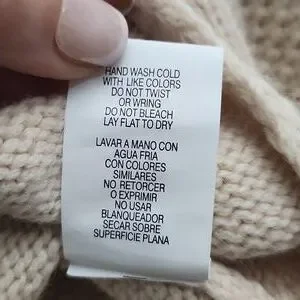 HAND WASH COLD
WITH LIKE COLORS
DO NOT TWIST
OR WRING
DO NOT BLEACH
LAY FLAT TO DRY
LAVAR A MANO CON
AGUA FRIA
CON COLORES
SIMILARES
NO RETORCER
O EXPRIMIR
NO USAR
BLANQUEADOR
SECAR SOBRE
SUPERFICIE PLANA